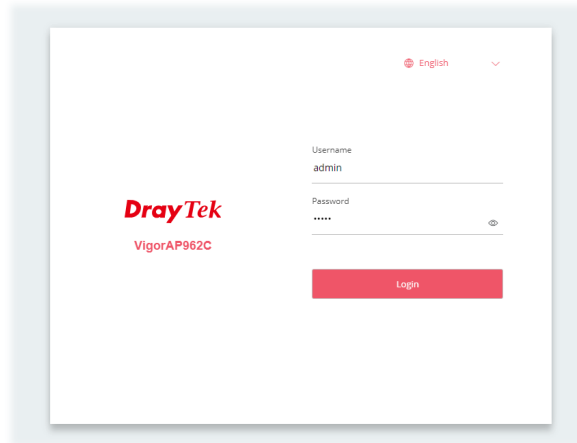 English
Username
admin
DrayTek
VigorAP962C
Password
•••••
Login